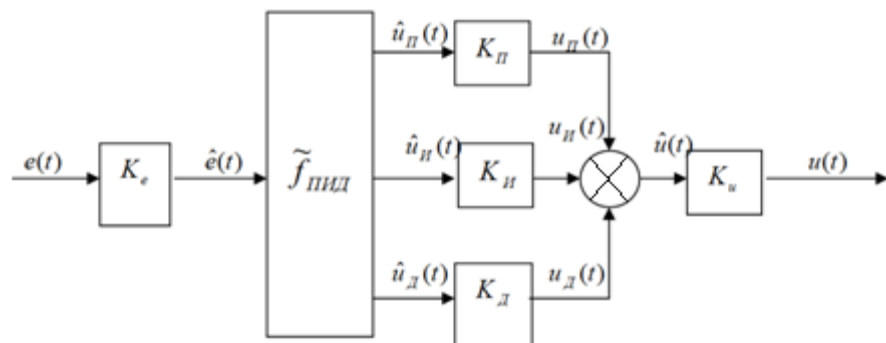 û_П(t)
K_П
u_П(t)
e(t)
K_e
ê(t)
f̃_ПИД
û_И(t)
K_И
u_И(t)
û(t)
K_u
u(t)
û_Д(t)
K_Д
u_Д(t)